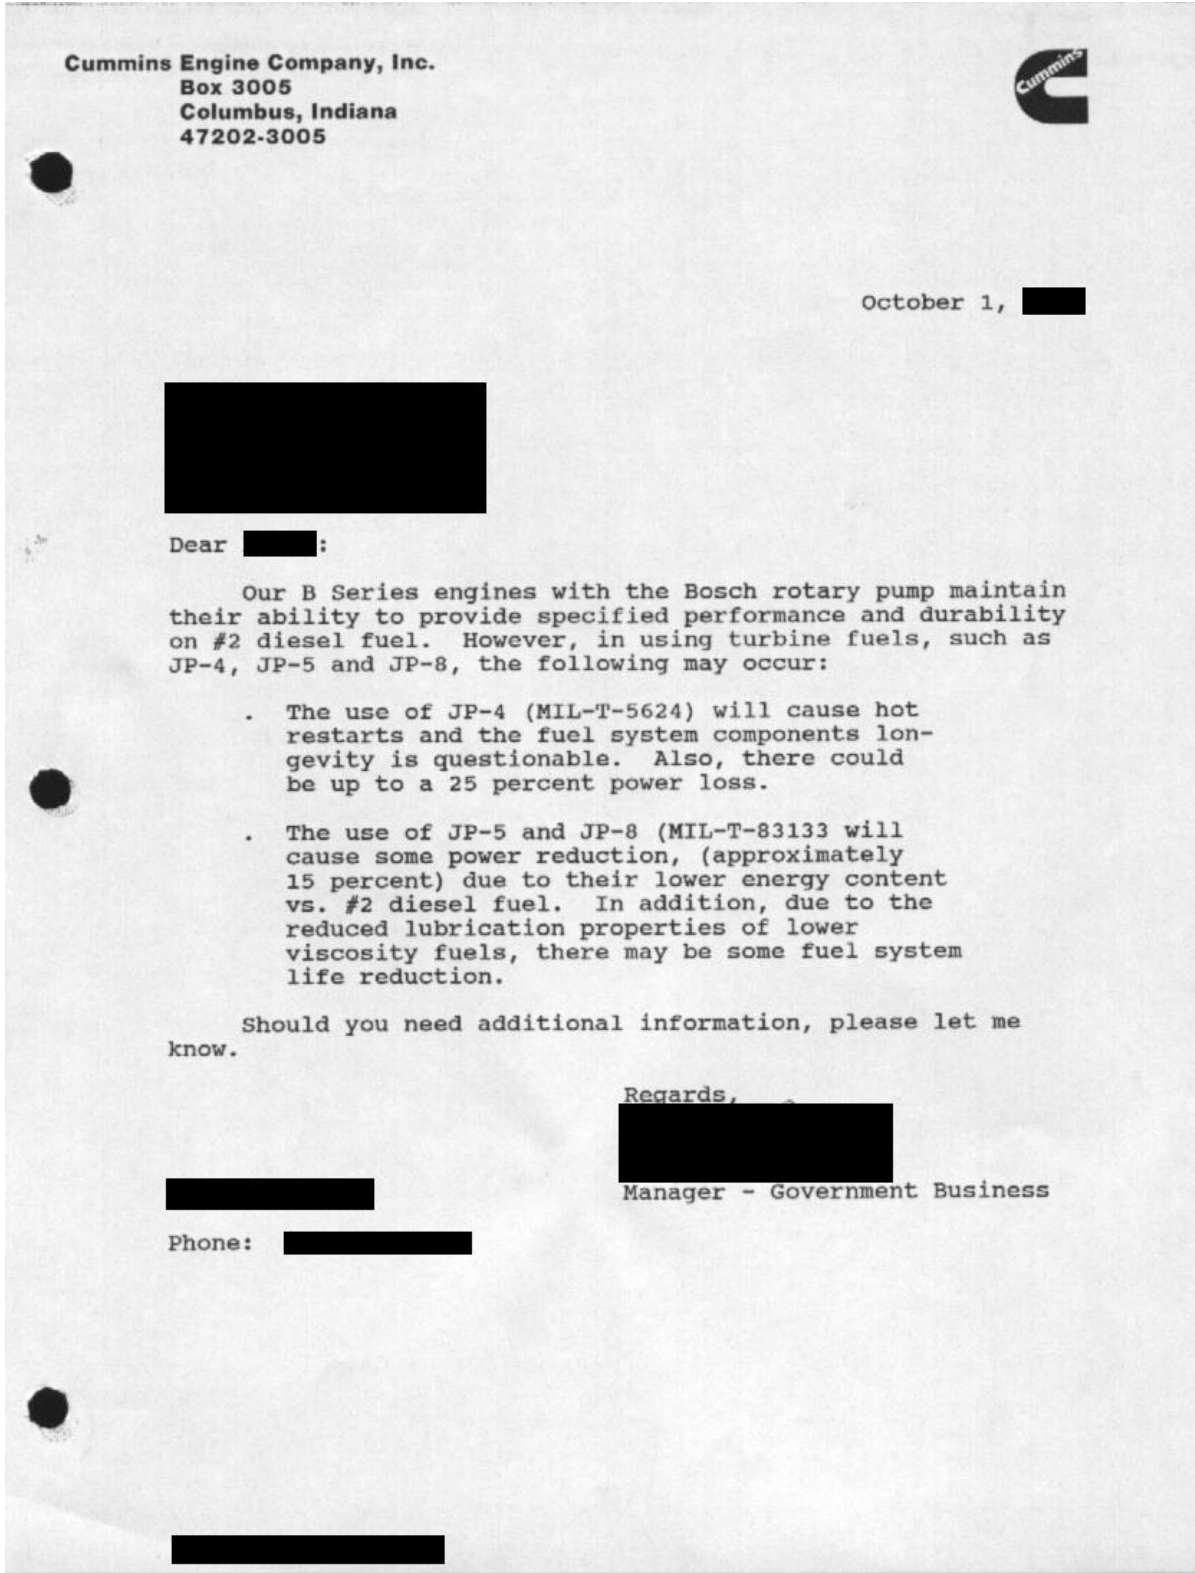 Cummins Engine Company, Inc.
Box 3005
Columbus, Indiana
47202-3005
Cummins
October 1,
Dear :
Our B Series engines with the Bosch rotary pump maintain
their ability to provide specified performance and durability
on #2 diesel fuel. However, in using turbine fuels, such as
JP-4, JP-5 and JP-8, the following may occur:
. The use of JP-4 (MIL-T-5624) will cause hot
restarts and the fuel system components lon-
gevity is questionable. Also, there could
be up to a 25 percent power loss.
. The use of JP-5 and JP-8 (MIL-T-83133 will
cause some power reduction, (approximately
15 percent) due to their lower energy content
vs. #2 diesel fuel. In addition, due to the
reduced lubrication properties of lower
viscosity fuels, there may be some fuel system
life reduction.
Should you need additional information, please let me
know.
Regards,
Manager - Government Business
Phone: